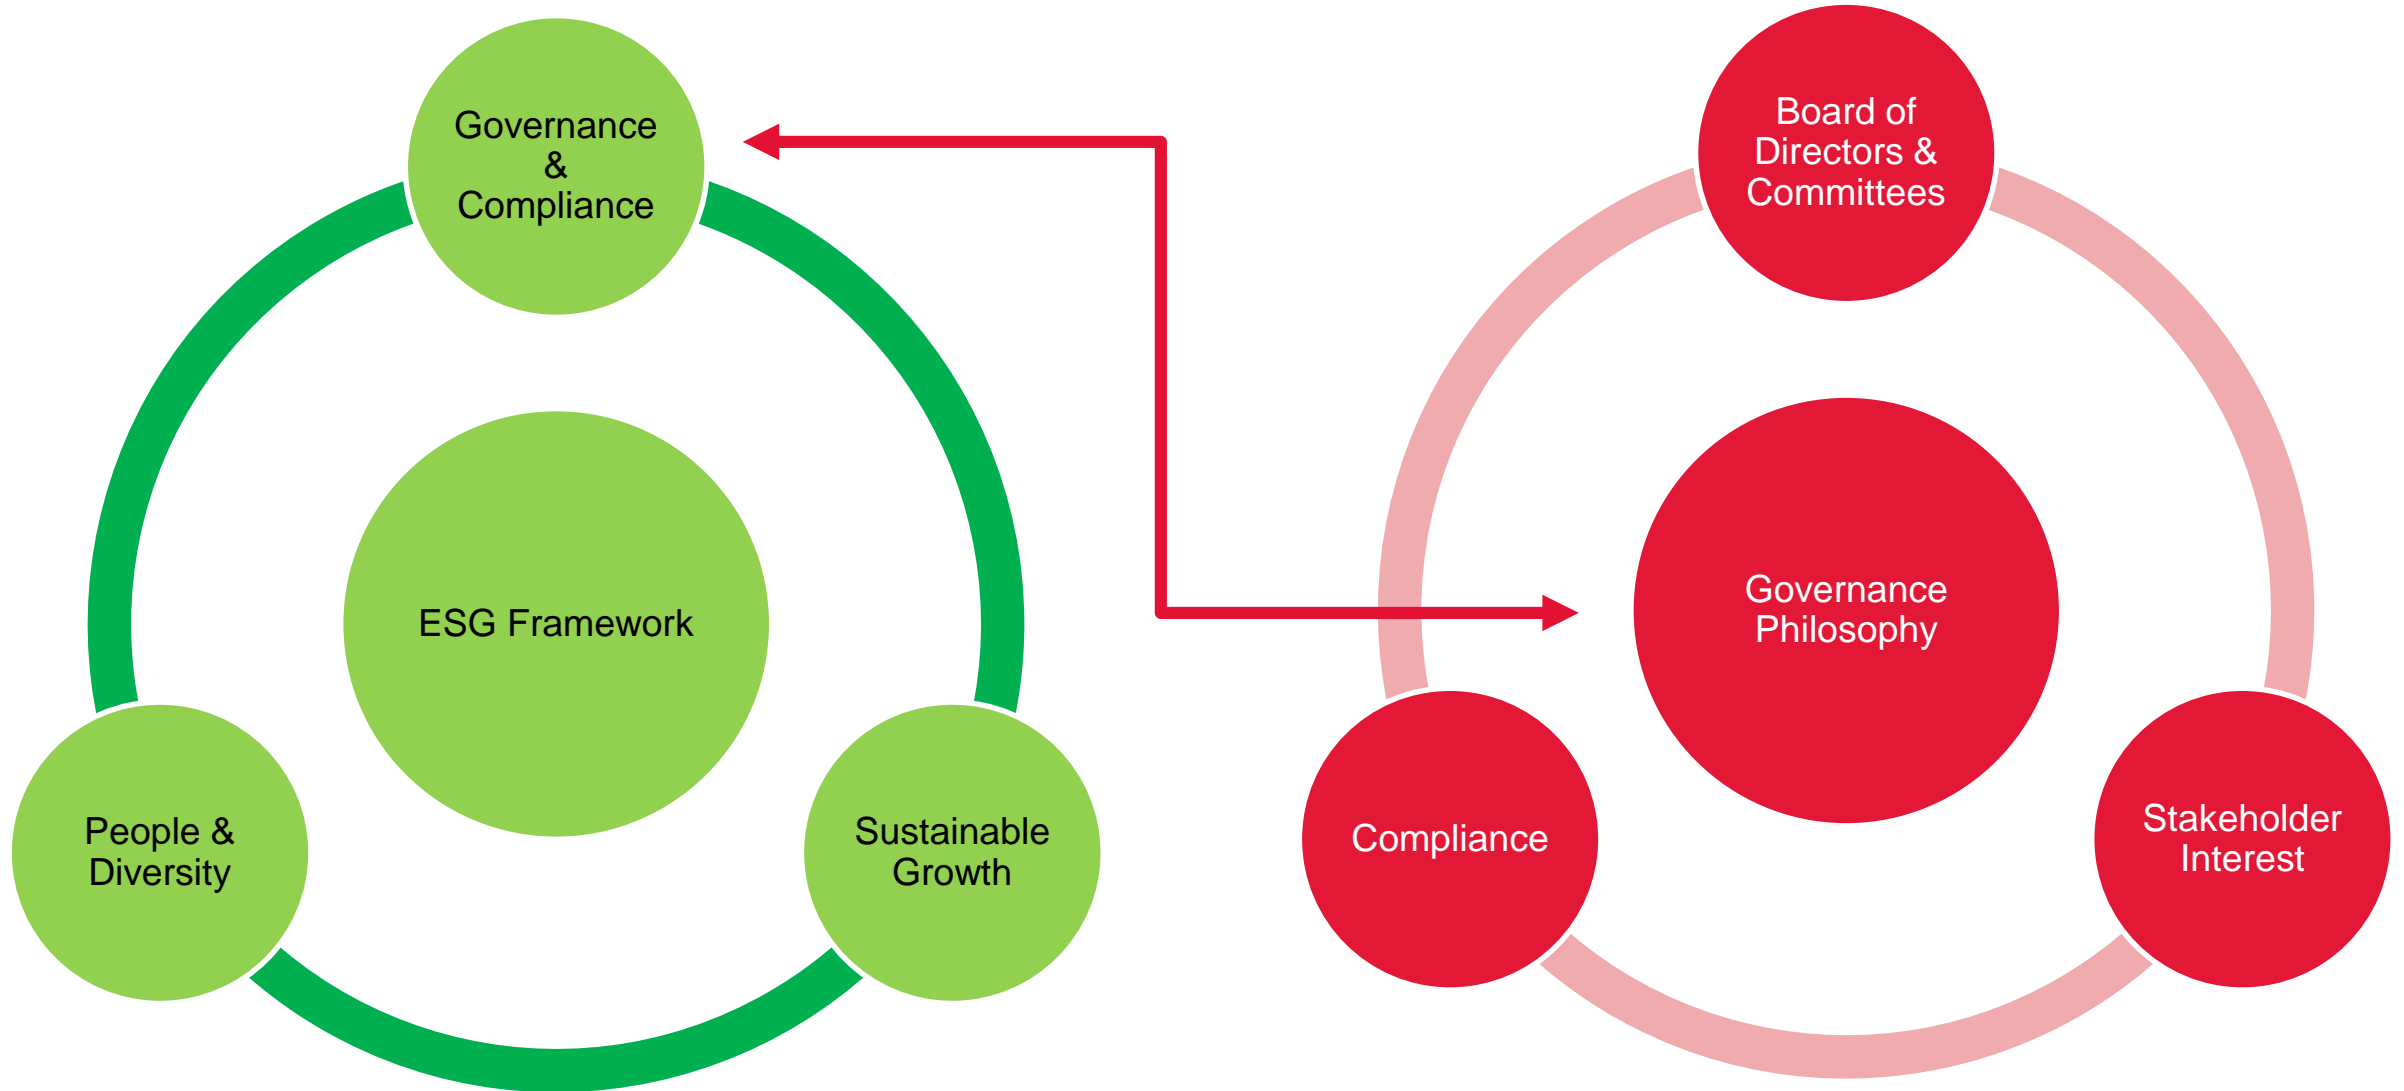 Governance
&
Compliance
ESG Framework
People &
Diversity
Sustainable
Growth
Board of
Directors &
Committees
Governance
Philosophy
Compliance
Stakeholder
Interest